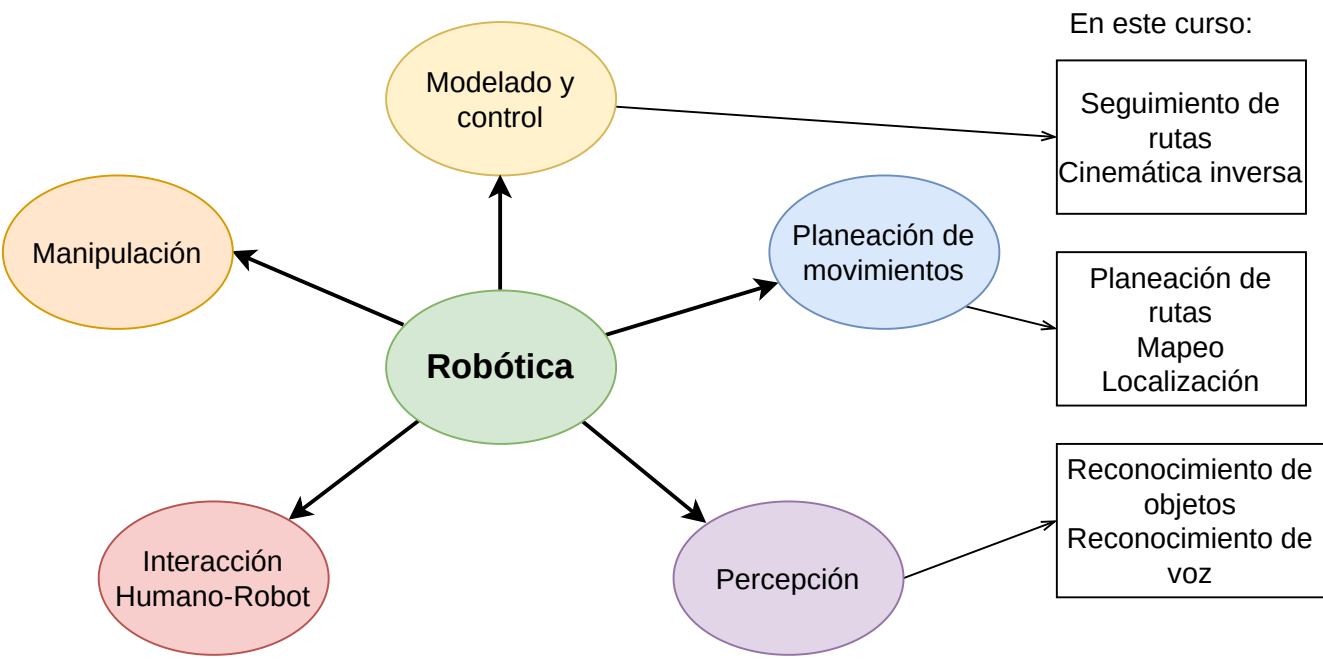 En este curso:
Modelado y
control
Seguimiento de
rutas
Cinemática inversa
Manipulación
Planeación de
movimientos
Planeación de
rutas
Mapeo
Localización
Robótica
Reconocimiento de
objetos
Reconocimiento de
voz
Interacción
Humano-Robot
Percepción